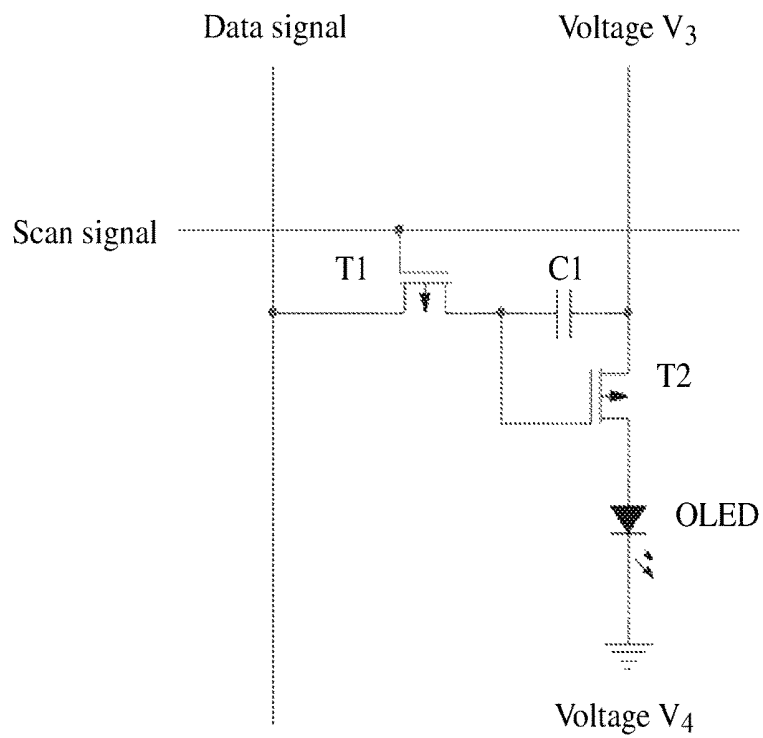 Data signal
Voltage V₃
Scan signal
T1
C1
T2
OLED
Voltage V₄